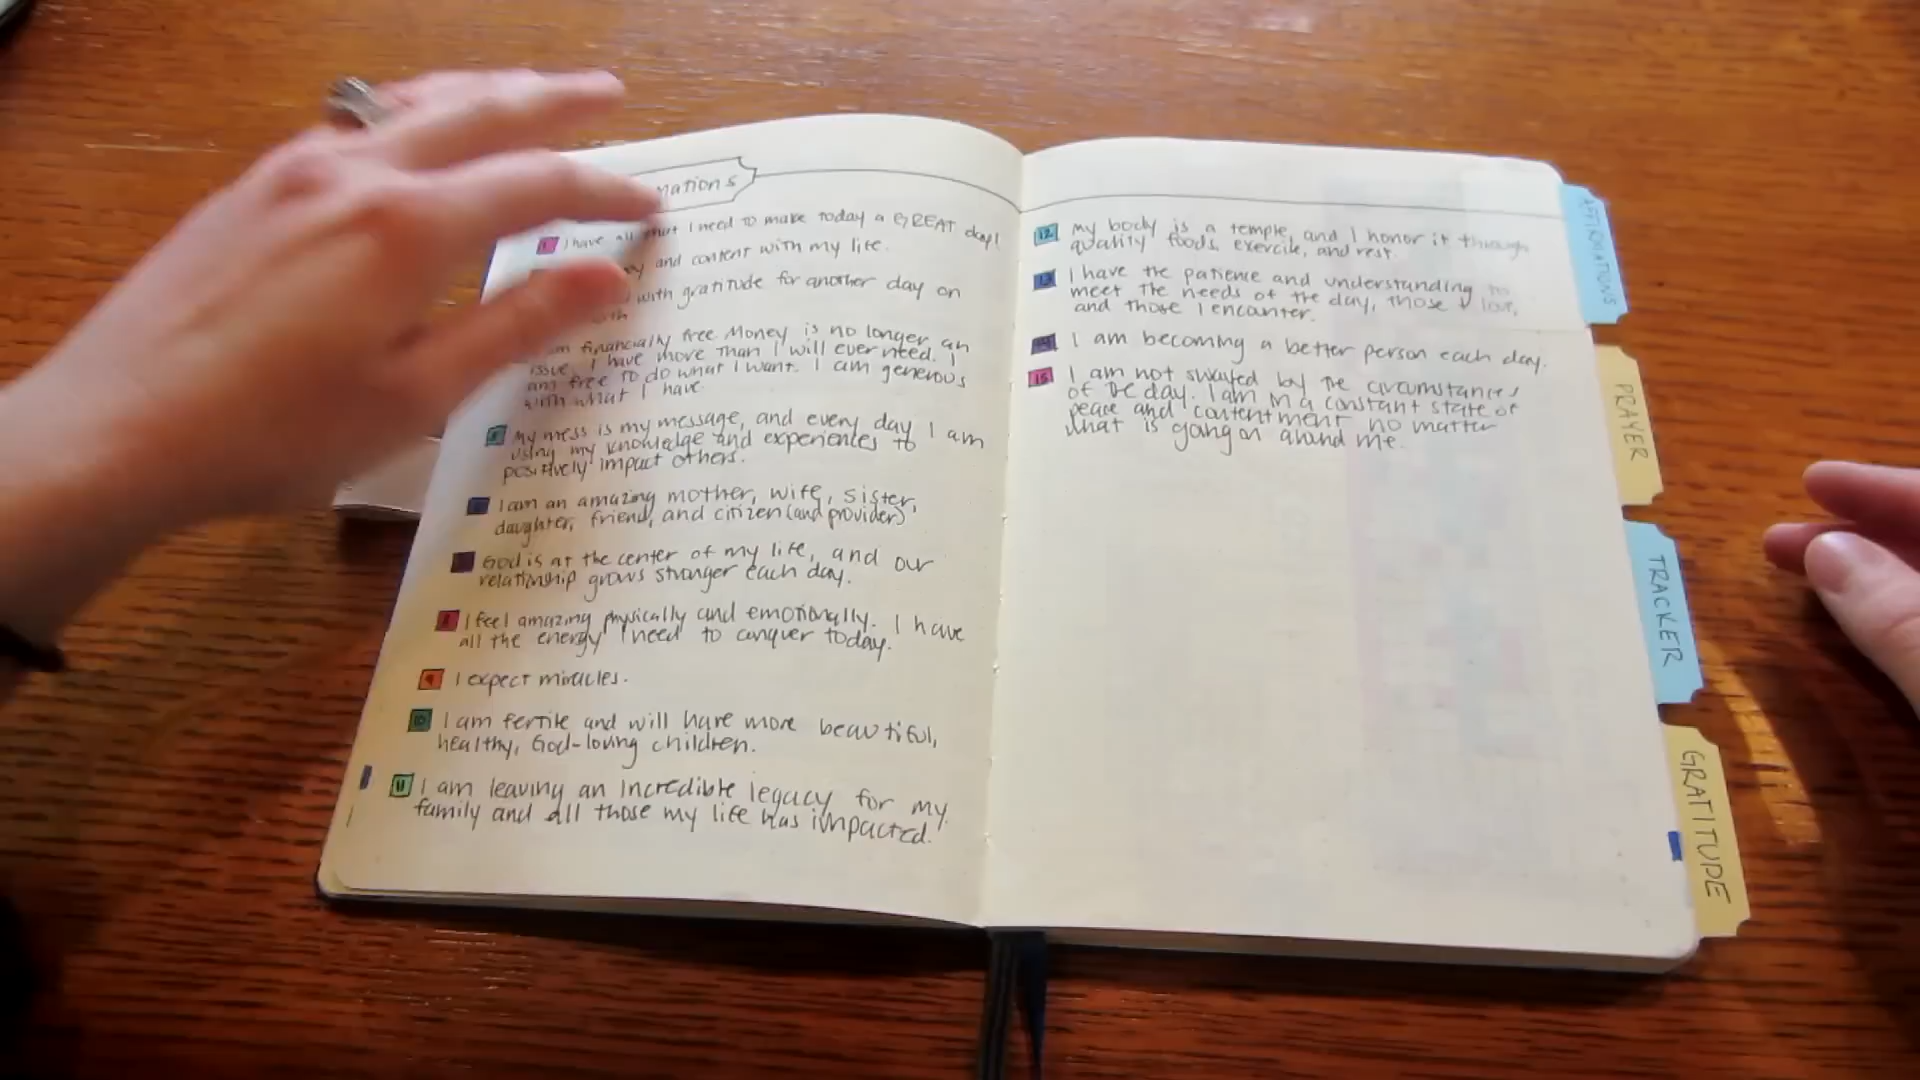 mations
1 I have all that I need to make today a GREAT day!
and content with my life.
with gratitude for another day on
financially free. Money is no longer an
issue. I have more than I will ever need. I
am free to do what I want. I am generous
with what I have.
My mess is my message, and every day I am
using my knowledge and experiences to
positively impact others.
I am an amazing mother, wife, sister,
daughter, friend, and citizen (and provider)
God is at the center of my life, and our
relationship grows stronger each day.
8 I feel amazing physically and emotionally. I have
all the energy I need to conquer today.
9 I expect miracles.
10 I am fertile and will have more beautiful,
healthy, God-loving children.
11 I am leaving an incredible legacy for my
family and all those my life has impacted.
12 my body is a temple, and I honor it through
quality foods, exercise, and rest.
13 I have the patience and understanding to
meet the needs of the day, those I love,
and those I encounter.
14 I am becoming a better person each day.
15 I am not swayed by the circumstances
of the day. I am in a constant state of
peace and contentment no matter
what is going on around me.
AFFIRMATIONS
PRAYER
TRACKER
GRATITUDE